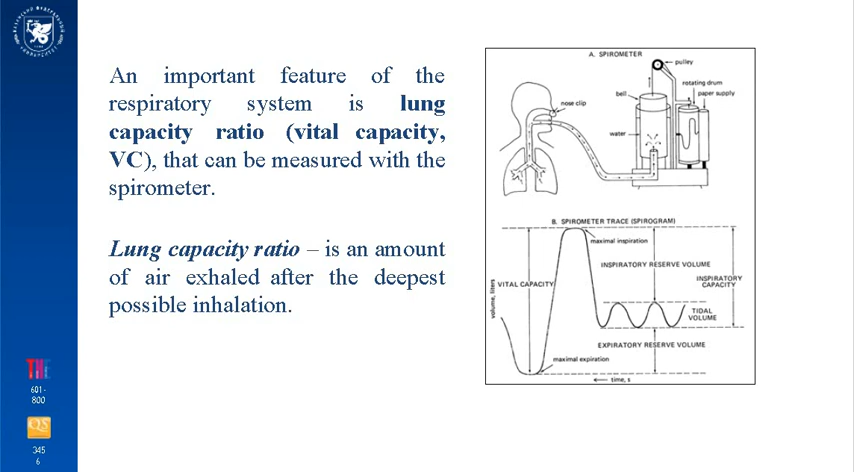 An important feature of the
respiratory system is lung
capacity ratio (vital capacity,
VC), that can be measured with the
spirometer.
Lung capacity ratio – is an amount
of air exhaled after the deepest
possible inhalation.
A. SPIROMETER
pulley
rotating drum
bell
paper supply
nose clip
water
B. SPIROMETER TRACE (SPIROGRAM)
maximal inspiration
INSPIRATORY RESERVE VOLUME
VITAL CAPACITY
INSPIRATORY
CAPACITY
volume, liters
TIDAL
VOLUME
EXPIRATORY RESERVE VOLUME
maximal expiration
time, s
THE
601-
800
QS
345
6